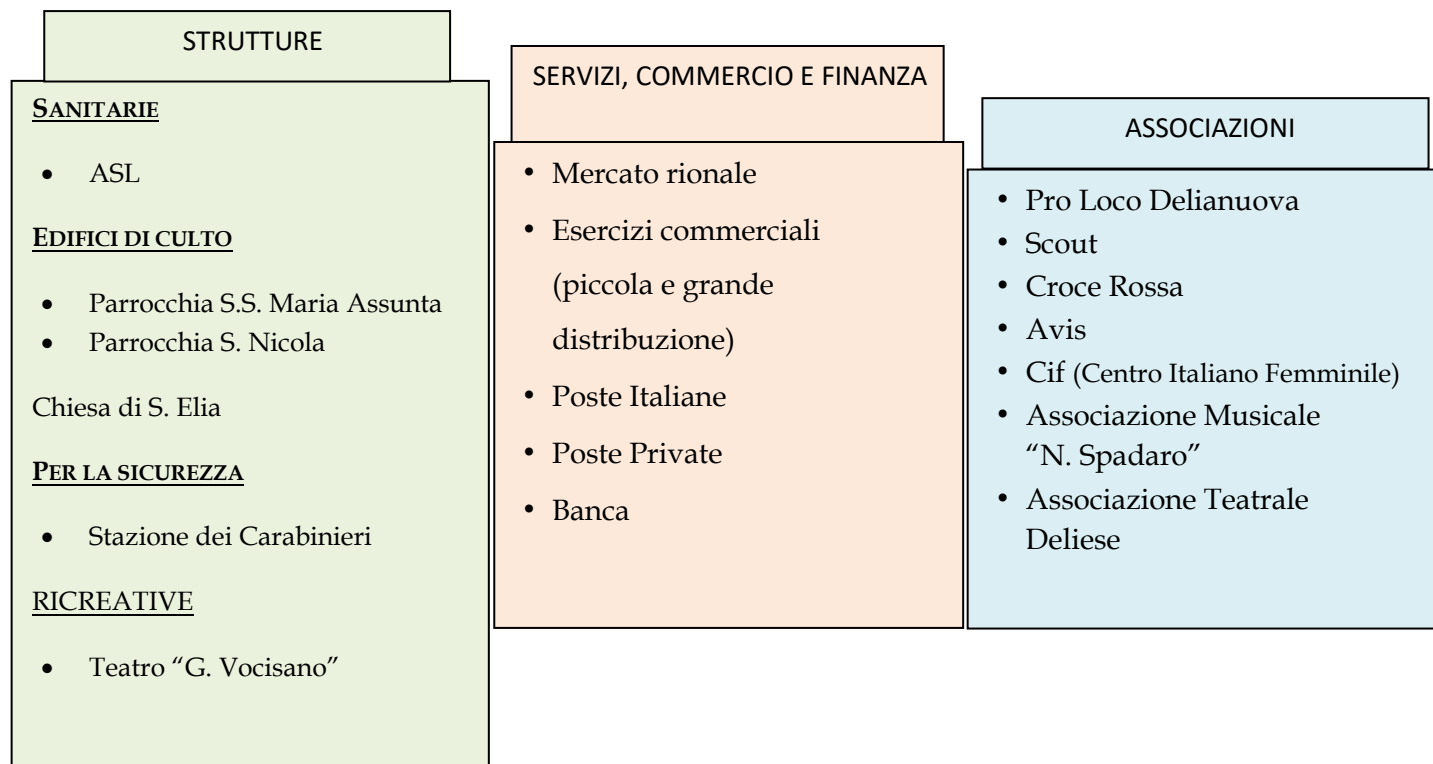 STRUTTURE
SANITARIE
• ASL
EDIFICI DI CULTO
• Parrocchia S.S. Maria Assunta
• Parrocchia S. Nicola
Chiesa di S. Elia
PER LA SICUREZZA
• Stazione dei Carabinieri
RICREATIVE
• Teatro “G. Vocisano”
SERVIZI, COMMERCIO E FINANZA
• Mercato rionale
• Esercizi commerciali
(piccola e grande
distribuzione)
• Poste Italiane
• Poste Private
• Banca
ASSOCIAZIONI
• Pro Loco Delianuova
• Scout
• Croce Rossa
• Avis
• Cif (Centro Italiano Femminile)
• Associazione Musicale
“N. Spadaro”
• Associazione Teatrale
Deliese